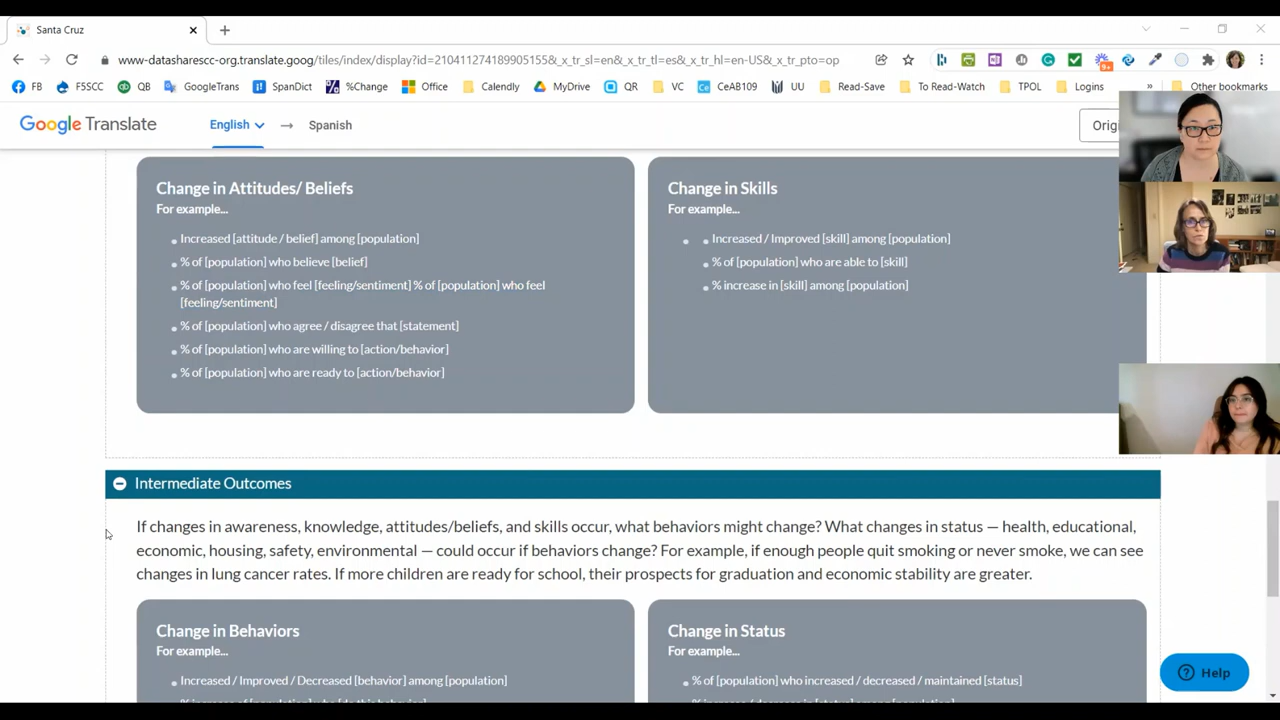 Santa Cruz
www-datasharescc-org.translate.goog/tiles/index/display?id=210411274189905155&_x_tr_sl=en&_x_tr_tl=es&_x_tr_hl=en-US&_x_tr_pto=op
FB F5SCC QB GoogleTrans SpanDict %Change Office Calendly MyDrive QR VC CeAB109 UU Read-Save To Read-Watch TPOL Logins » Other bookmarks
Google Translate English → Spanish Orig
Change in Attitudes/ Beliefs
For example...
Increased [attitude / belief] among [population]
% of [population] who believe [belief]
% of [population] who feel [feeling/sentiment] % of [population] who feel
[feeling/sentiment]
% of [population] who agree / disagree that [statement]
% of [population] who are willing to [action/behavior]
% of [population] who are ready to [action/behavior]
Change in Skills
For example...
Increased / Improved [skill] among [population]
% of [population] who are able to [skill]
% increase in [skill] among [population]
Intermediate Outcomes
If changes in awareness, knowledge, attitudes/beliefs, and skills occur, what behaviors might change? What changes in status — health, educational,
economic, housing, safety, environmental — could occur if behaviors change? For example, if enough people quit smoking or never smoke, we can see
changes in lung cancer rates. If more children are ready for school, their prospects for graduation and economic stability are greater.
Change in Behaviors
For example...
Increased / Improved / Decreased [behavior] among [population]
Change in Status
For example...
% of [population] who increased / decreased / maintained [status]
Help